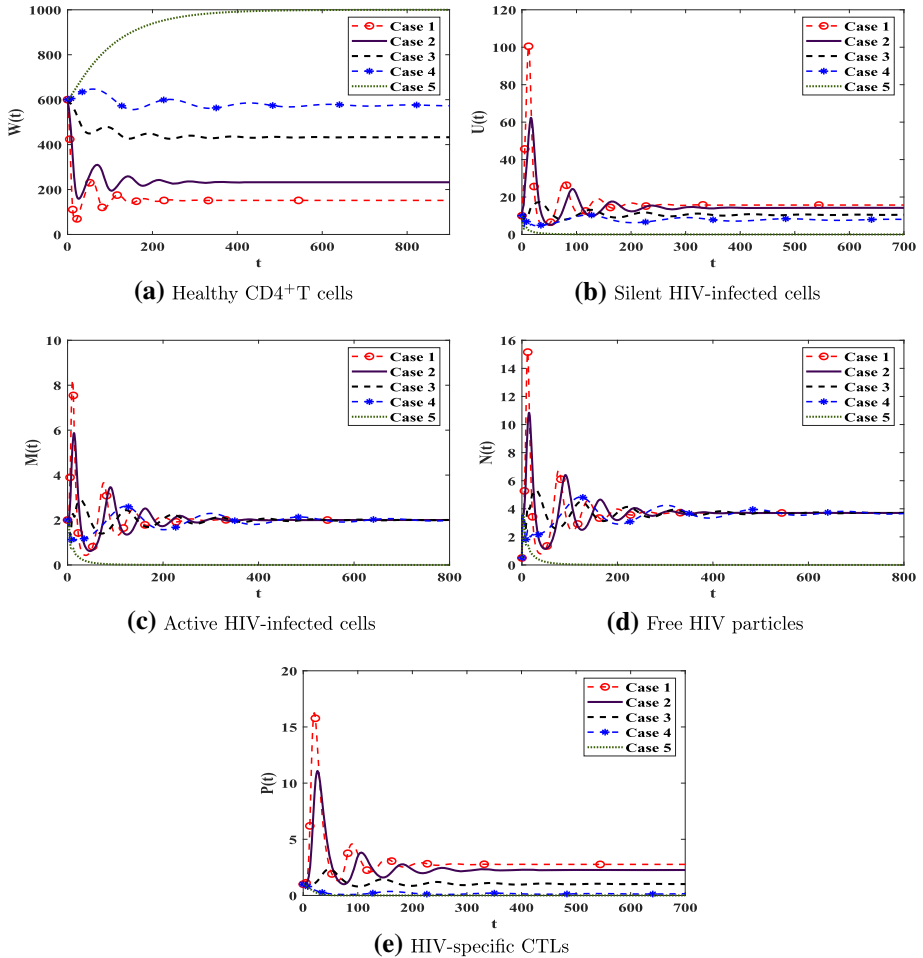 1000
800
600
400
200
0
W(t)
0 200 400 600 800
t
Case 1
Case 2
Case 3
Case 4
Case 5
(a) Healthy CD4+T cells
120
100
80
60
40
20
0
U(t)
0 100 200 300 400 500 600 700
t
Case 1
Case 2
Case 3
Case 4
Case 5
(b) Silent HIV-infected cells
10
8
6
4
2
0
M(t)
0 200 400 600 800
t
Case 1
Case 2
Case 3
Case 4
Case 5
(c) Active HIV-infected cells
16
14
12
10
8
6
4
2
0
N(t)
0 200 400 600 800
t
Case 1
Case 2
Case 3
Case 4
Case 5
(d) Free HIV particles
20
15
10
5
0
P(t)
0 100 200 300 400 500 600 700
t
Case 1
Case 2
Case 3
Case 4
Case 5
(e) HIV-specific CTLs